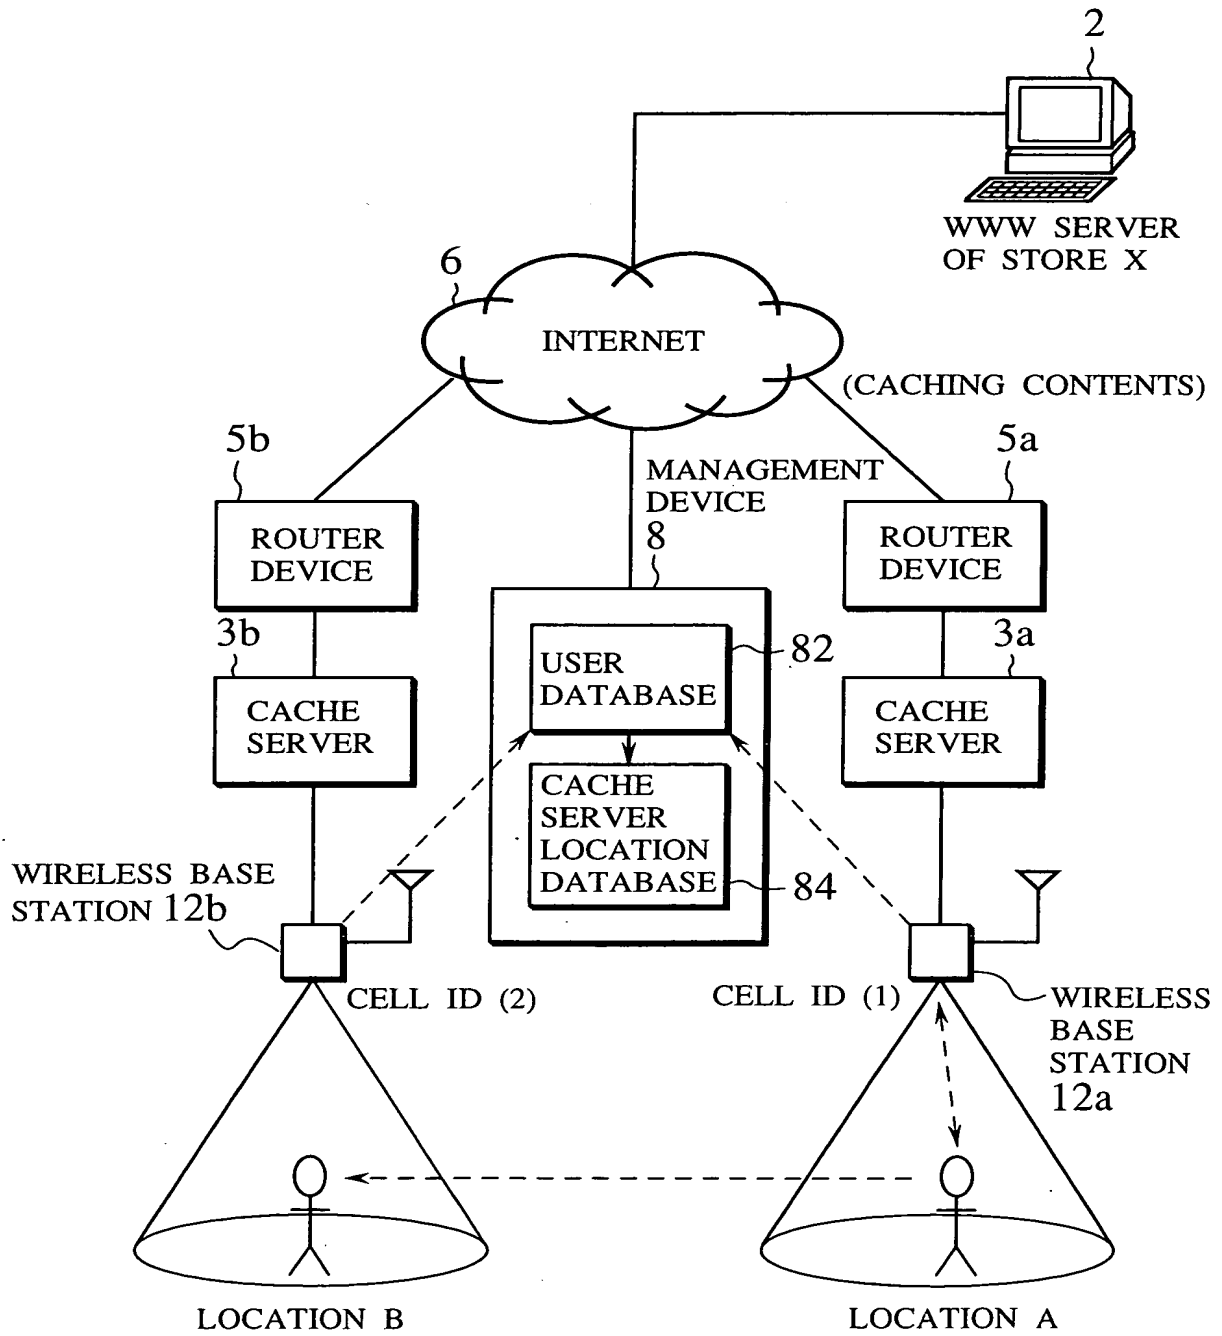 2
WWW SERVER
OF STORE X
6
INTERNET
(CACHING CONTENTS)
5b
MANAGEMENT
DEVICE
8
5a
ROUTER
DEVICE
ROUTER
DEVICE
3b
USER
DATABASE
82
3a
CACHE
SERVER
CACHE
SERVER
CACHE
SERVER
LOCATION
DATABASE
84
WIRELESS BASE
STATION 12b
CELL ID (2)
CELL ID (1)
WIRELESS
BASE
STATION
12a
LOCATION B
LOCATION A